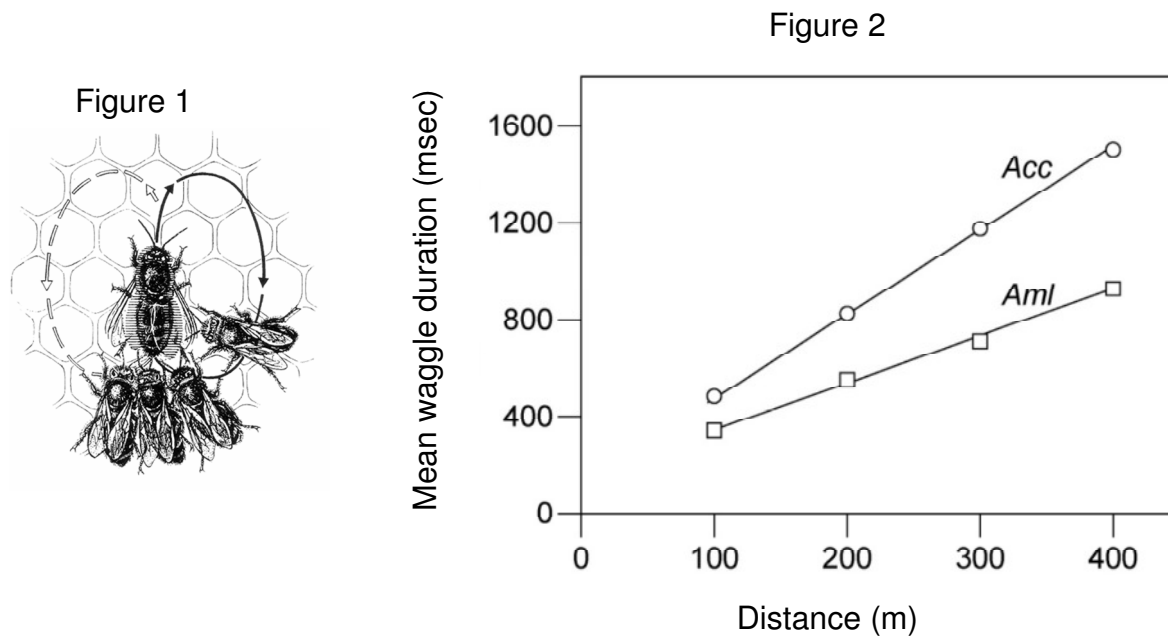 Figure 1
Figure 2
Mean waggle duration (msec)
1600
1200
800
400
0
Acc
Aml
0 100 200 300 400
Distance (m)